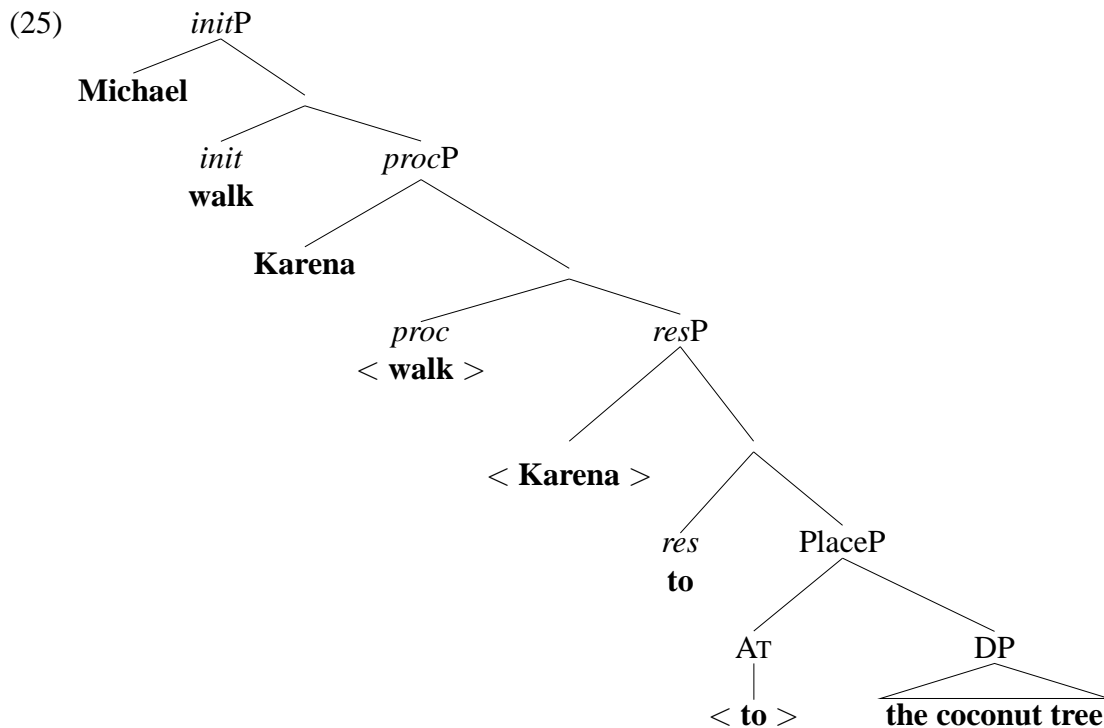 (25) initP
Michael
init procP
walk
Karena
proc resP
< walk >
< Karena >
res PlaceP
to
AT DP
< to > the coconut tree